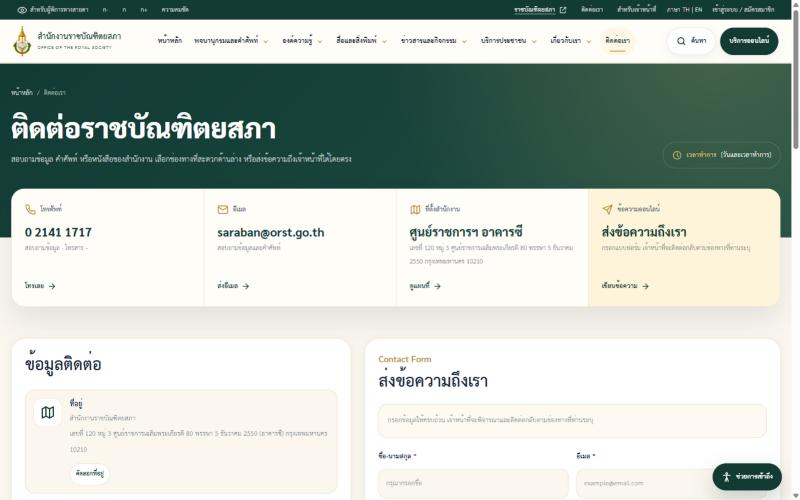 สำหรับผู้พิการทางสายตา ก- ก ก+ ความคมชัด ราชบัณฑิตยสภา ติดต่อเรา สำหรับเจ้าหน้าที่ ภาษา TH | EN เข้าสู่ระบบ / สมัครสมาชิก
สำนักงานราชบัณฑิตยสภา
OFFICE OF THE ROYAL SOCIETY
หน้าหลัก พจนานุกรมและคำศัพท์ องค์ความรู้ สื่อและสิ่งพิมพ์ ข่าวสารและกิจกรรม บริการประชาชน เกี่ยวกับเรา ติดต่อเรา ค้นหา บริการออนไลน์
หน้าหลัก / ติดต่อเรา
ติดต่อราชบัณฑิตยสภา
สอบถามข้อมูล คำศัพท์ หรือหนังสือของสำนักงาน เลือกช่องทางที่สะดวกด้านล่าง หรือส่งข้อความถึงเจ้าหน้าที่ได้โดยตรง
เวลาทำการ [วันและเวลาทำการ]
โทรศัพท์
0 2141 1717
สอบถามข้อมูล · โทรสาร -
โทรเลย
อีเมล
saraban@orst.go.th
สอบถามข้อมูลและคำศัพท์
ส่งอีเมล
ที่ตั้งสำนักงาน
ศูนย์ราชการฯ อาคารซี
เลขที่ 120 หมู่ 3 ศูนย์ราชการเฉลิมพระเกียรติ 80 พรรษา 5 ธันวาคม
2550 กรุงเทพมหานคร 10210
ดูแผนที่
ข้อความออนไลน์
ส่งข้อความถึงเรา
กรอกแบบฟอร์ม เจ้าหน้าที่จะติดต่อกลับตามช่องทางที่ท่านระบุ
เขียนข้อความ
ข้อมูลติดต่อ
ที่อยู่
สำนักงานราชบัณฑิตยสภา
เลขที่ 120 หมู่ 3 ศูนย์ราชการเฉลิมพระเกียรติ 80 พรรษา 5 ธันวาคม 2550 (อาคารซี) กรุงเทพมหานคร
10210
คัดลอกที่อยู่
Contact Form
ส่งข้อความถึงเรา
กรอกข้อมูลให้ครบถ้วน เจ้าหน้าที่จะพิจารณาและติดต่อกลับตามช่องทางที่ท่านระบุ
ชื่อ-นามสกุล * อีเมล *
กรุณากรอกชื่อ example@email.com
ช่วยการเข้าถึง